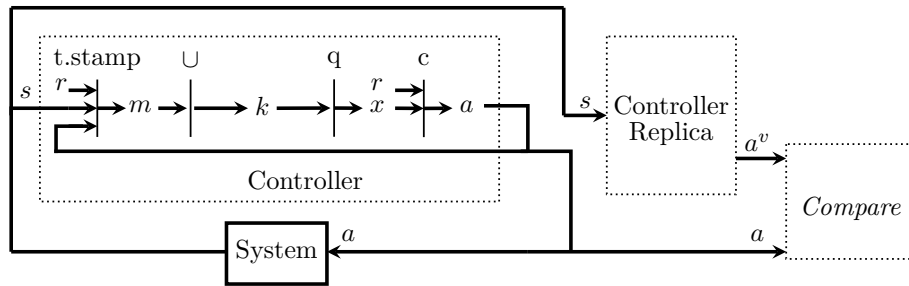 t.stamp ∪ q c
s r m k r x a
s Controller
Replica
a^v
Controller
Compare
System a a